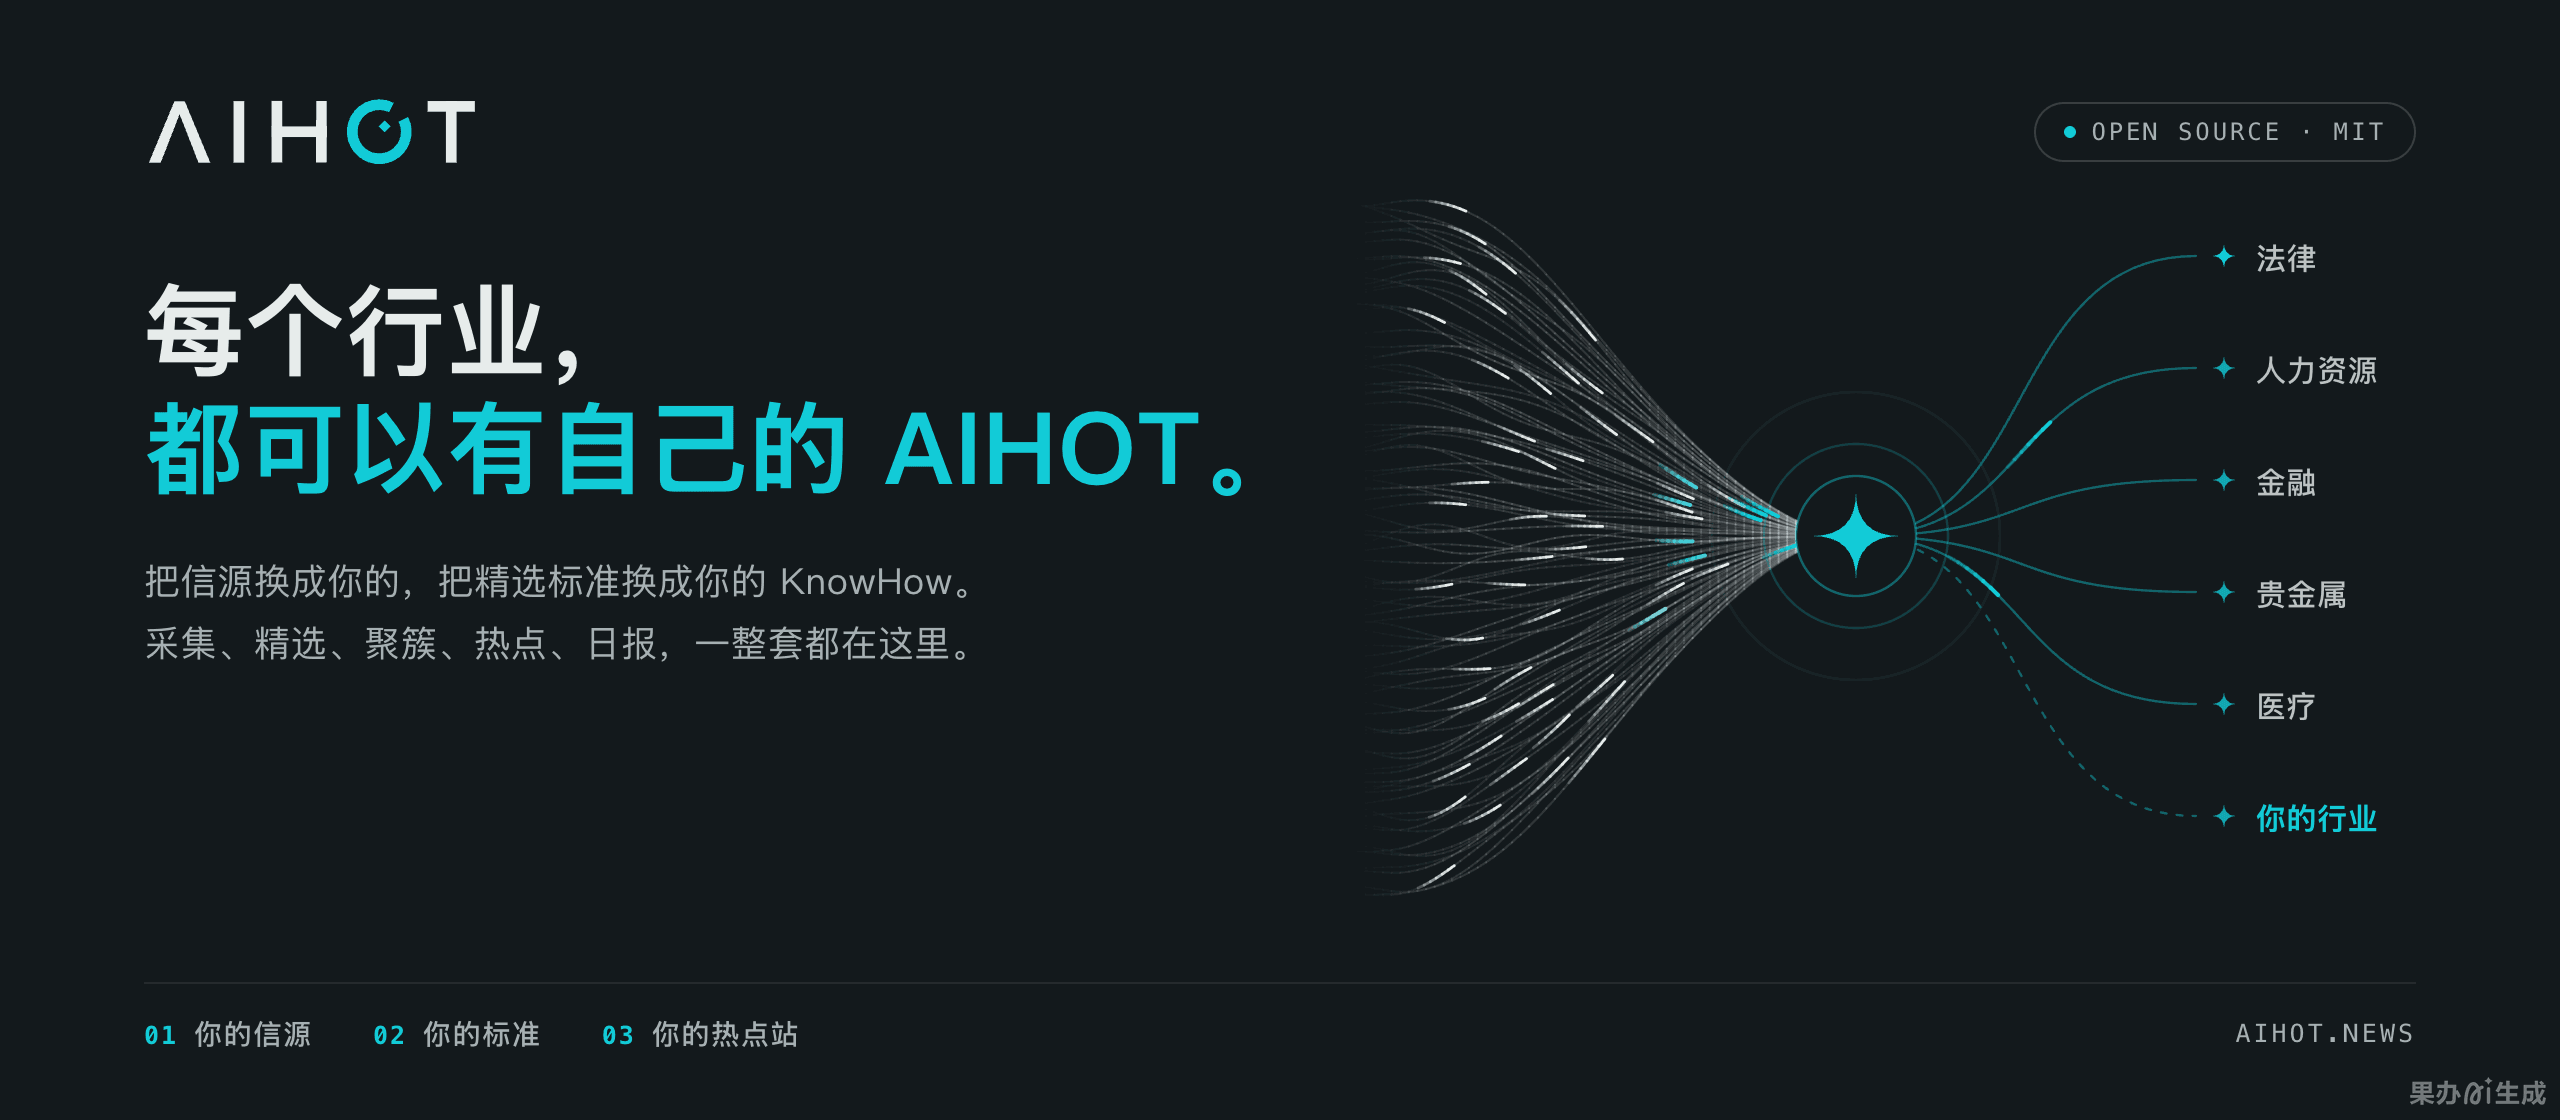 AIHOT
OPEN SOURCE · MIT
每个行业，
都可以有自己的 AIHOT。
把信源换成你的，把精选标准换成你的 KnowHow。
采集、精选、聚簇、热点、日报，一整套都在这里。
法律
人力资源
金融
贵金属
医疗
你的行业
01 你的信源
02 你的标准
03 你的热点站
AIHOT.NEWS
果办Ai生成